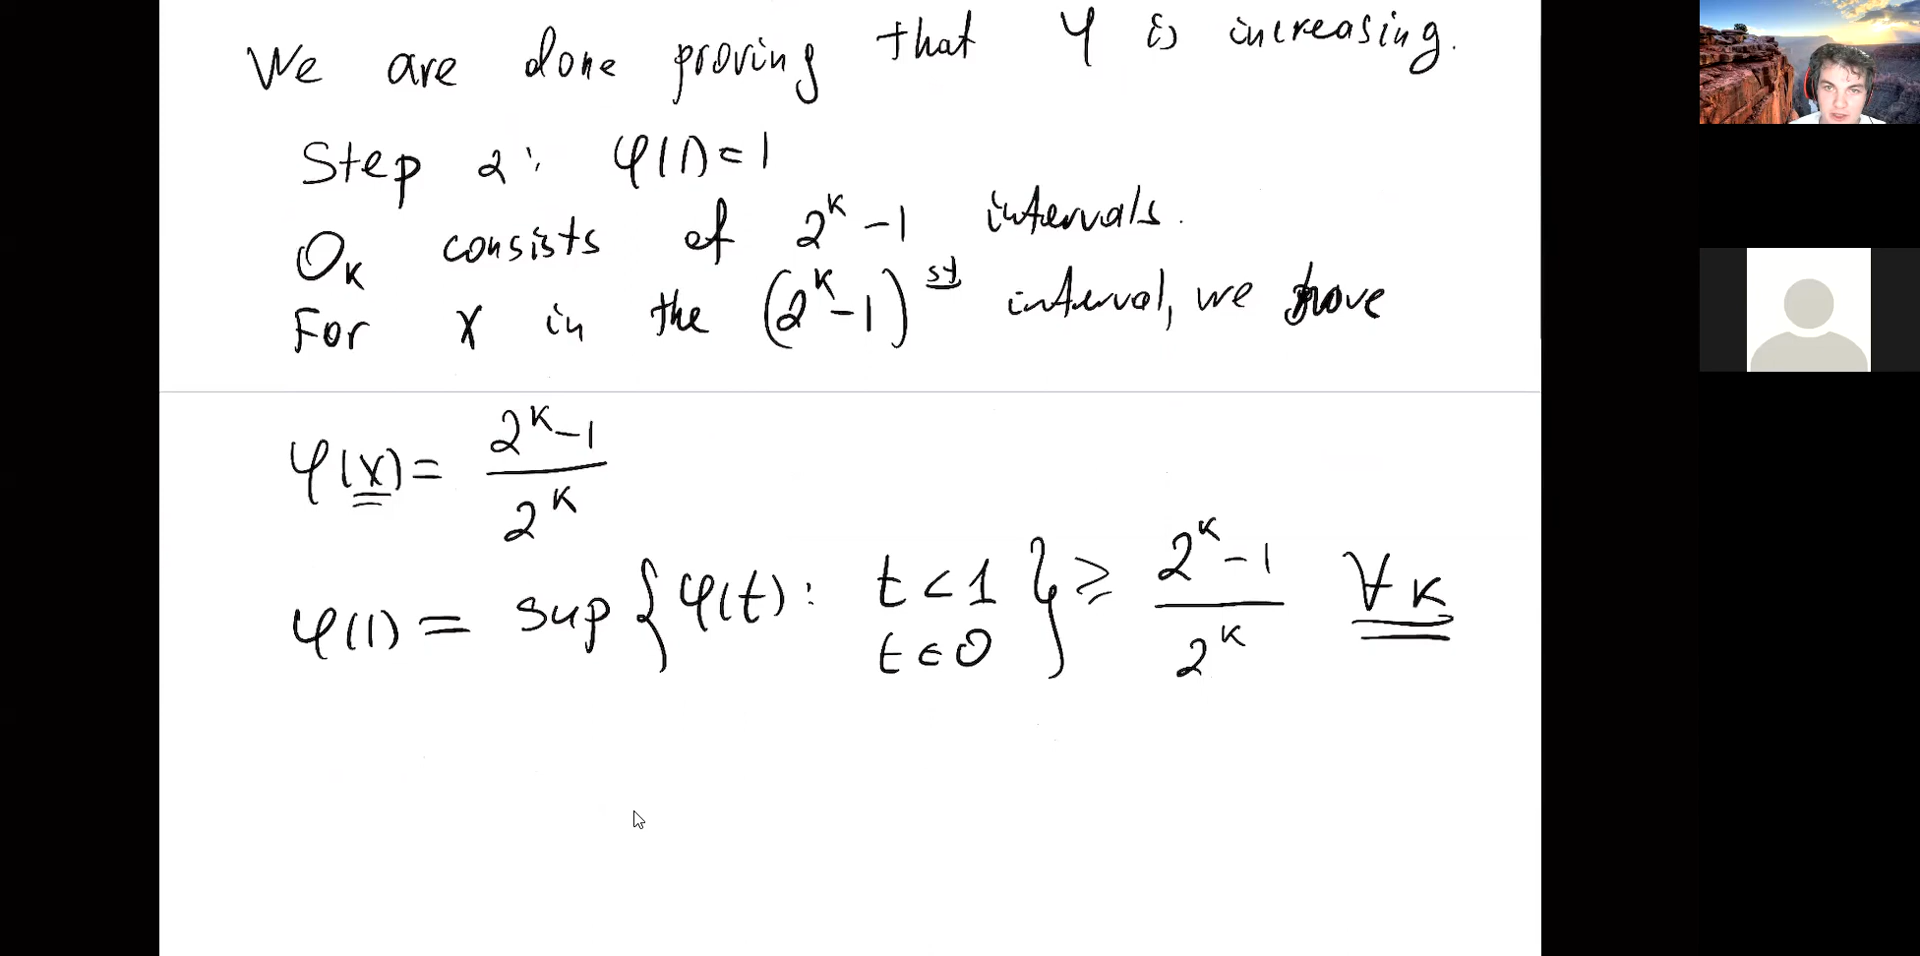 We are done proving that φ is increasing.
Step 2: φ(1) = 1
O_K consists of 2^K - 1 intervals.
For x in the (2^K - 1)^st interval, we have
φ(x) = (2^K - 1) / 2^K
φ(1) = sup { φ(t) : t < 1, t ∈ O } ≥ (2^K - 1) / 2^K ∀ K